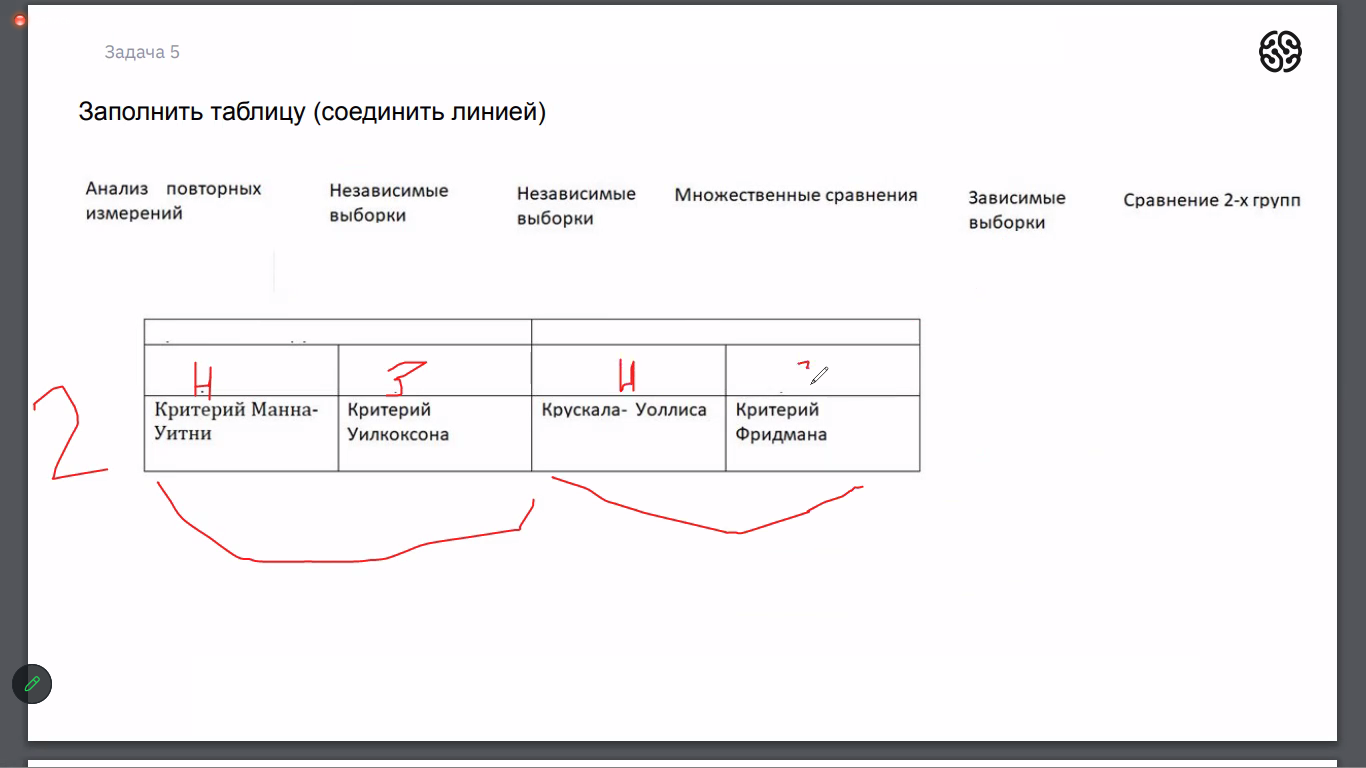 Задача 5
Заполнить таблицу (соединить линией)
Анализ повторных
измерений
Независимые
выборки
Независимые
выборки
Множественные сравнения
Зависимые
выборки
Сравнение 2-х групп
Н
З
Н
2
Критерий Манна-
Уитни
Критерий
Уилкоксона
Крускала- Уоллиса
Критерий
Фридмана